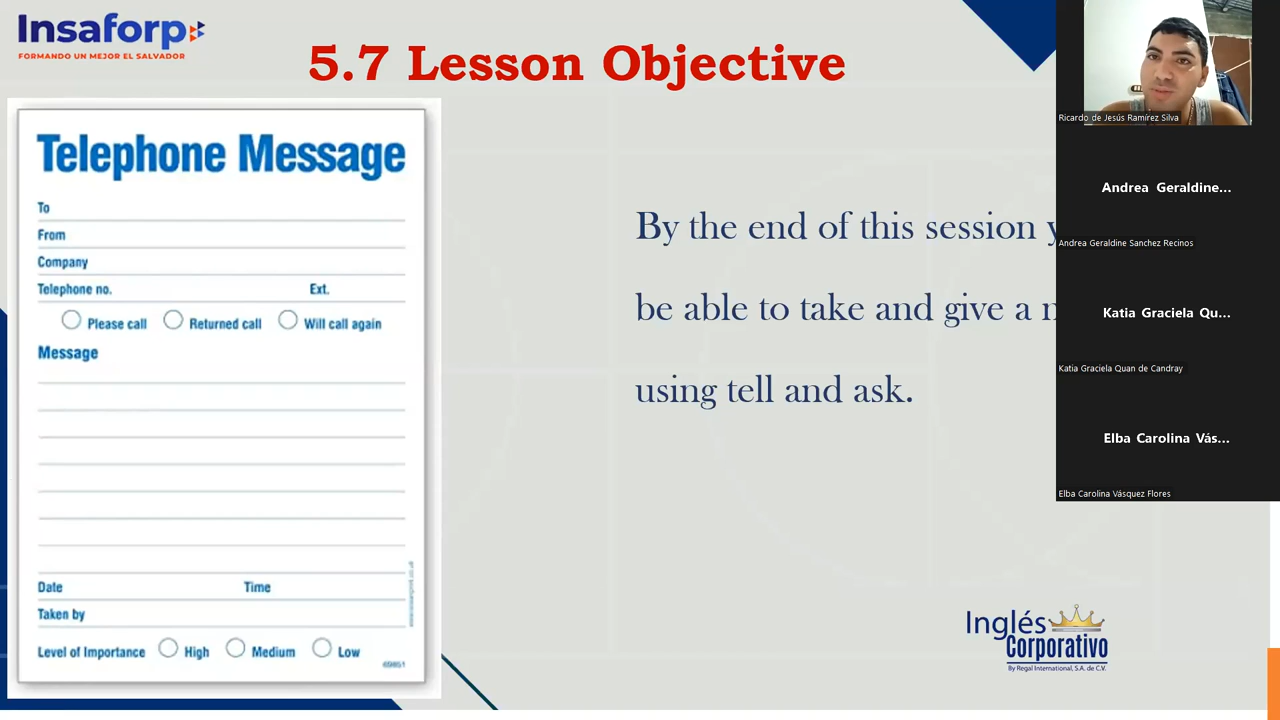 Insaforp
FORMANDO UN MEJOR EL SALVADOR
5.7 Lesson Objective
Telephone Message
To
From
Company
Telephone no. Ext.
Please call Returned call Will call again
Message
Date Time
Taken by
Level of Importance High Medium Low
69851
By the end of this session
be able to take and give a
using tell and ask.
Inglés
Corporativo
By Regal International, S.A. de C.V.
Ricardo de Jesús Ramírez Silva
Andrea Geraldine...
Andrea Geraldine Sanchez Recinos
Katia Graciela Qu...
Katia Graciela Quan de Candray
Elba Carolina Vás...
Elba Carolina Vásquez Flores